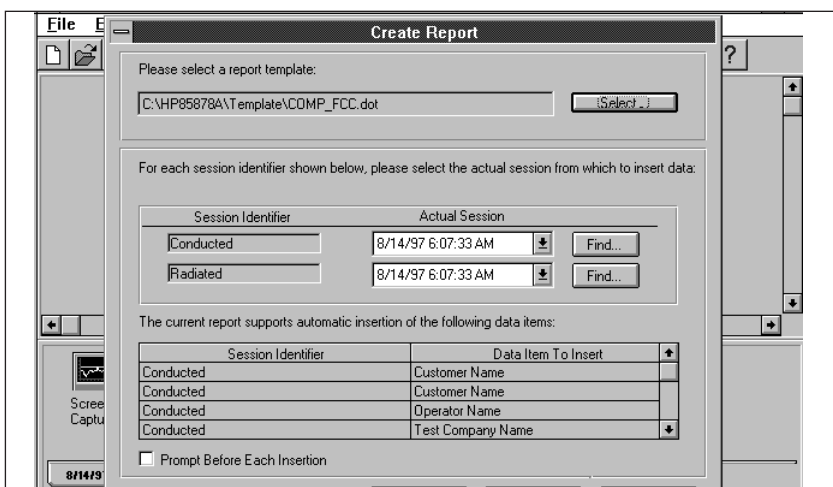 File E
Create Report
?
Please select a report template:
C:\HP85878A\Template\COMP_FCC.dot
(Select...)
For each session identifier shown below, please select the actual session from which to insert data:
Session Identifier Actual Session
Conducted 8/14/97 6:07:33 AM Find...
Radiated 8/14/97 6:07:33 AM Find...
The current report supports automatic insertion of the following data items:
Session Identifier Data Item To Insert
Conducted Customer Name
Conducted Customer Name
Conducted Operator Name
Conducted Test Company Name
Scree
Captu
Prompt Before Each Insertion
8/14/9